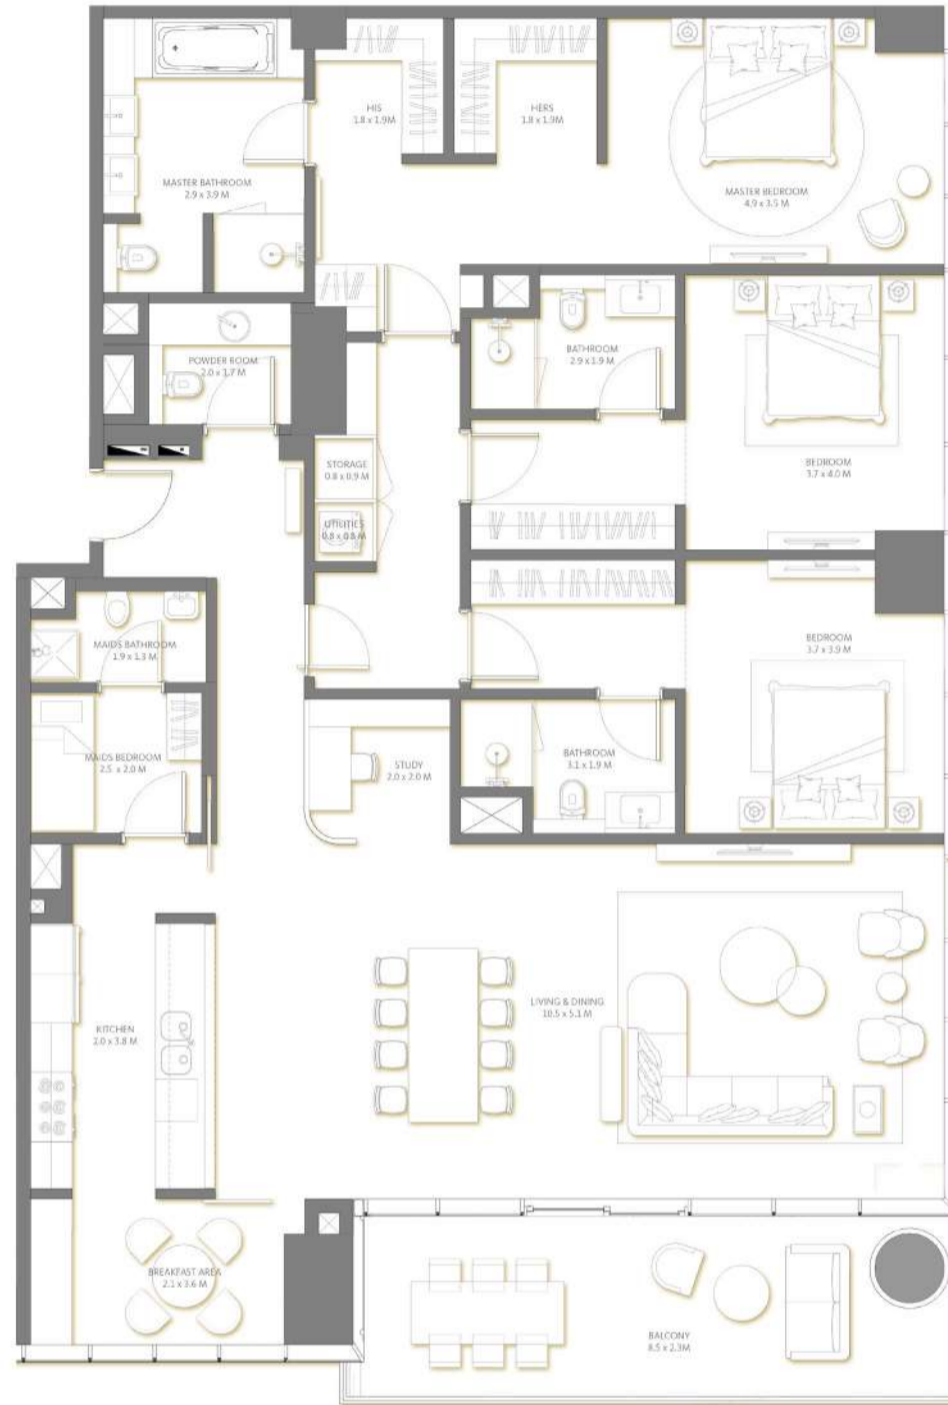 HIS
1.8 x 1.9M
HERS
1.8 x 1.9M
MASTER BATHROOM
2.9 x 3.9 M
MASTER BEDROOM
4.9 x 3.5 M
POWDER ROOM
2.0 x 1.7 M
BATHROOM
2.9 x 1.9 M
STORAGE
0.8 x 0.9 M
BEDROOM
3.7 x 4.0 M
UTILITIES
0.8 x 0.8 M
MAIDS BATHROOM
1.9 x 1.3 M
BEDROOM
3.7 x 3.9 M
MAIDS BEDROOM
2.5 x 2.0 M
STUDY
2.0 x 2.0 M
BATHROOM
3.1 x 1.9 M
KITCHEN
2.0 x 3.8 M
LIVING & DINING
10.5 x 5.1 M
BREAKFAST AREA
2.1 x 3.6 M
BALCONY
8.5 x 2.3M